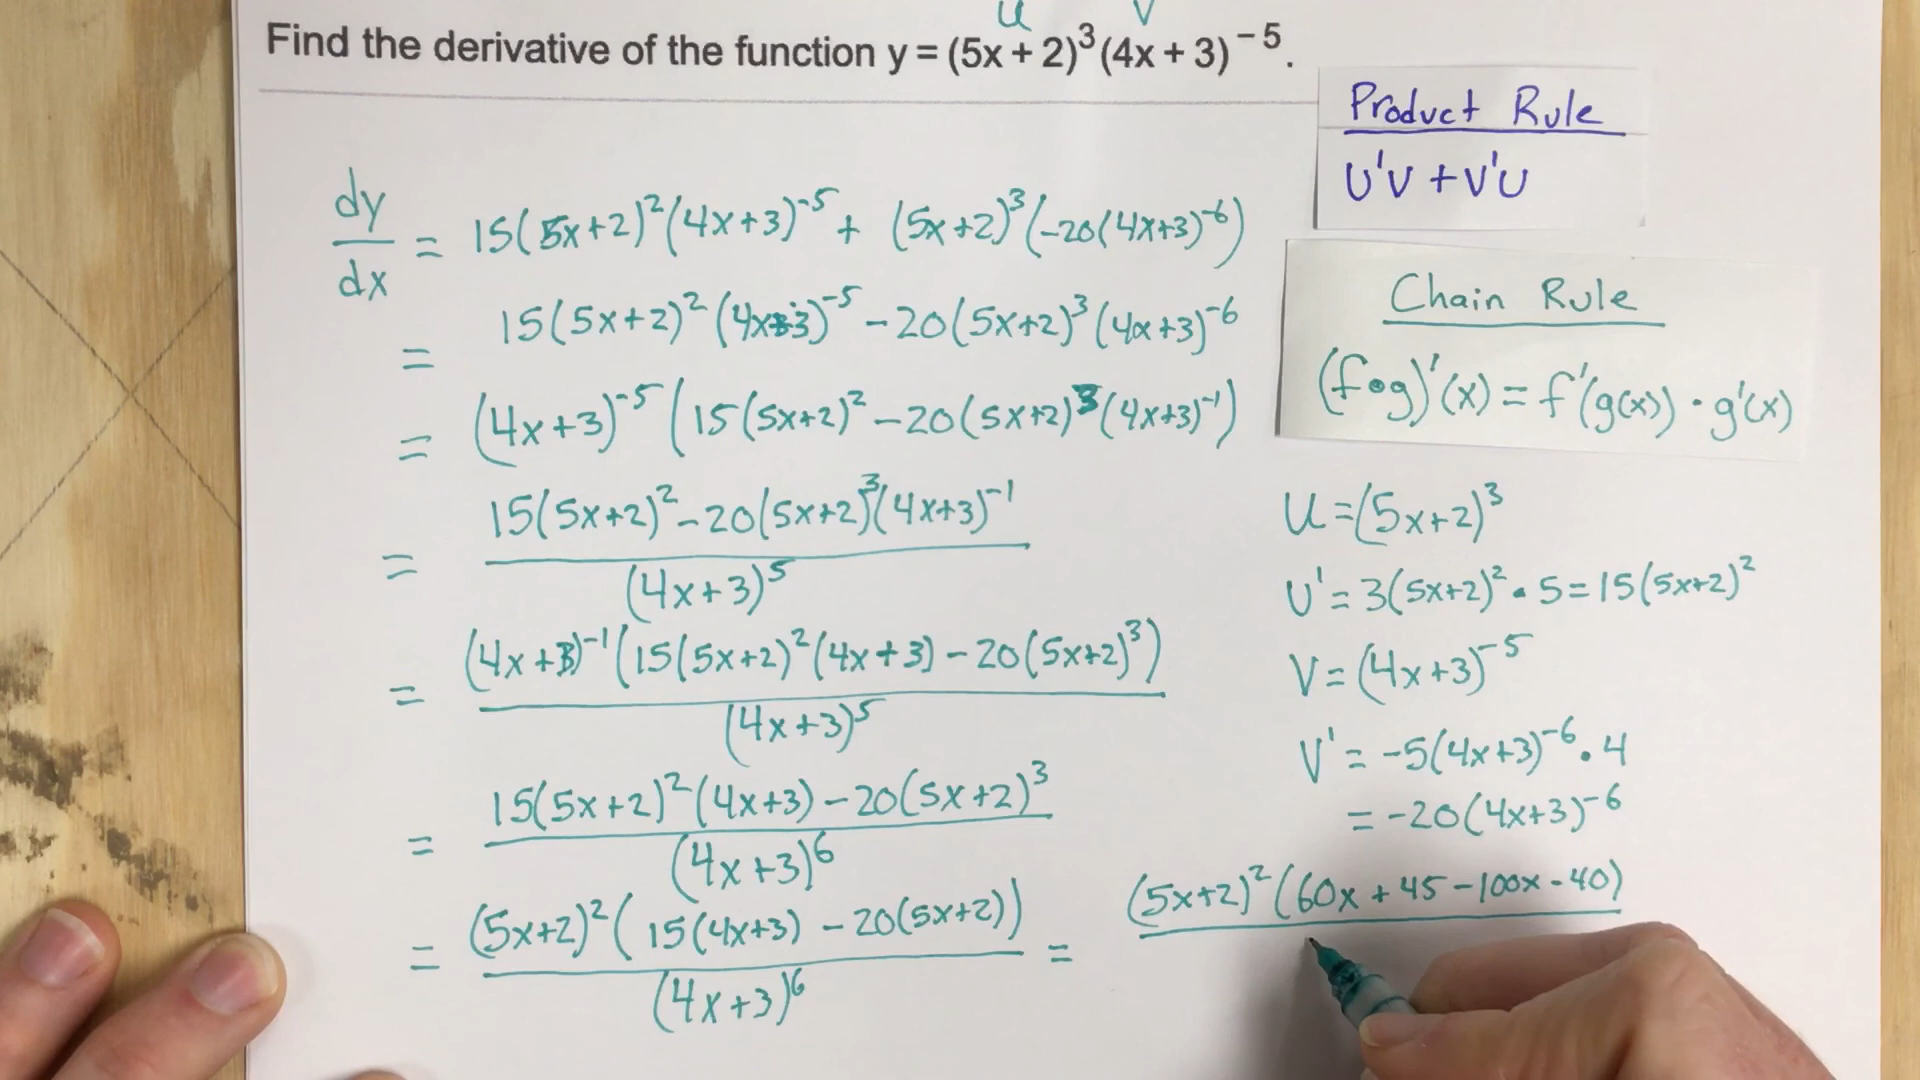 u v
Find the derivative of the function y = (5x + 2)³(4x + 3)⁻⁵.
Product Rule
U'V + V'U
Chain Rule
(f∘g)'(x) = f'(g(x)) · g'(x)
dy/dx = 15(5x+2)²(4x+3)⁻⁵ + (5x+2)³(-20(4x+3)⁻⁶)
= 15(5x+2)²(4x+3)⁻⁵ - 20(5x+2)³(4x+3)⁻⁶
= (4x+3)⁻⁵(15(5x+2)² - 20(5x+2)³(4x+3)⁻¹)
= 15(5x+2)² - 20(5x+2)³(4x+3)⁻¹
(4x+3)⁵
= (4x+3)⁻¹(15(5x+2)²(4x+3) - 20(5x+2)³)
(4x+3)⁵
= 15(5x+2)²(4x+3) - 20(5x+2)³
(4x+3)⁶
= (5x+2)²(15(4x+3) - 20(5x+2))
(4x+3)⁶
= (5x+2)²(60x + 45 - 100x - 40)
U = (5x+2)³
U' = 3(5x+2)² · 5 = 15(5x+2)²
V = (4x+3)⁻⁵
V' = -5(4x+3)⁻⁶ · 4
= -20(4x+3)⁻⁶